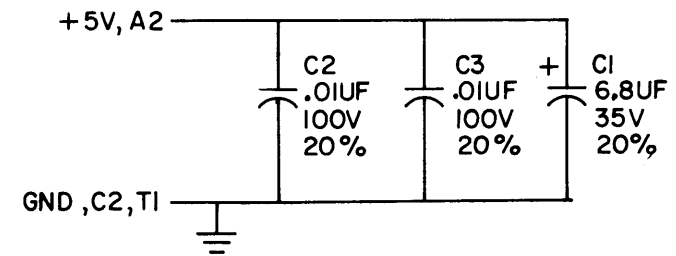 +5V, A2
C2
.01UF
100V
20%
C3
.01UF
100V
20%
+
C1
6.8UF
35V
20%
GND ,C2,T1